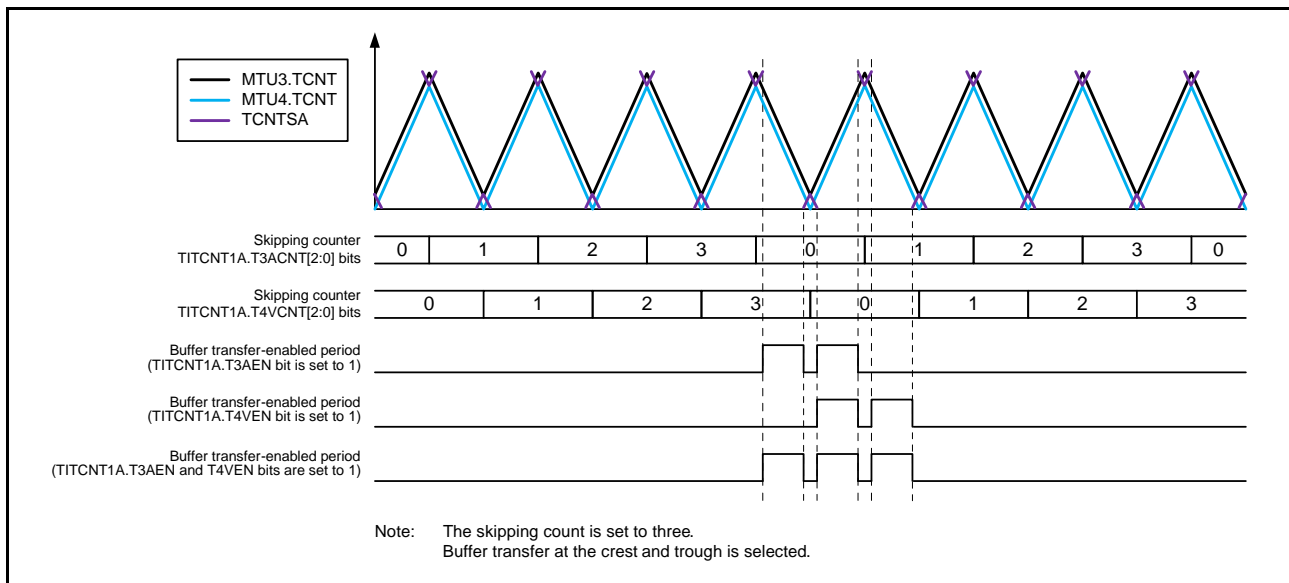 MTU3.TCNT
MTU4.TCNT
TCNTSA
Skipping counter
TITCNT1A.T3ACNT[2:0] bits
0 1 2 3 0 1 2 3 0
Skipping counter
TITCNT1A.T4VCNT[2:0] bits
0 1 2 3 0 1 2 3
Buffer transfer-enabled period
(TITCNT1A.T3AEN bit is set to 1)
Buffer transfer-enabled period
(TITCNT1A.T4VEN bit is set to 1)
Buffer transfer-enabled period
(TITCNT1A.T3AEN and T4VEN bits are set to 1)
Note: The skipping count is set to three.
Buffer transfer at the crest and trough is selected.